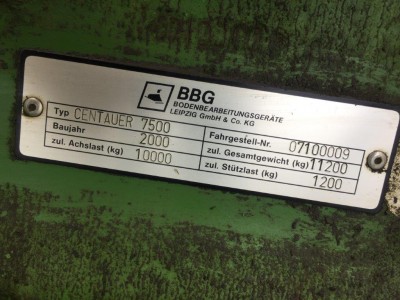 BBG
BODENBEARBEITUNGSGERÄTE
LEIPZIG GmbH & Co. KG
Typ CENTAUER 7500
Fahrgestell-Nr. 07100009
Baujahr 2000
zul. Gesamtgewicht (kg) 11200
zul. Achslast (kg) 10000
zul. Stützlast (kg) 1200